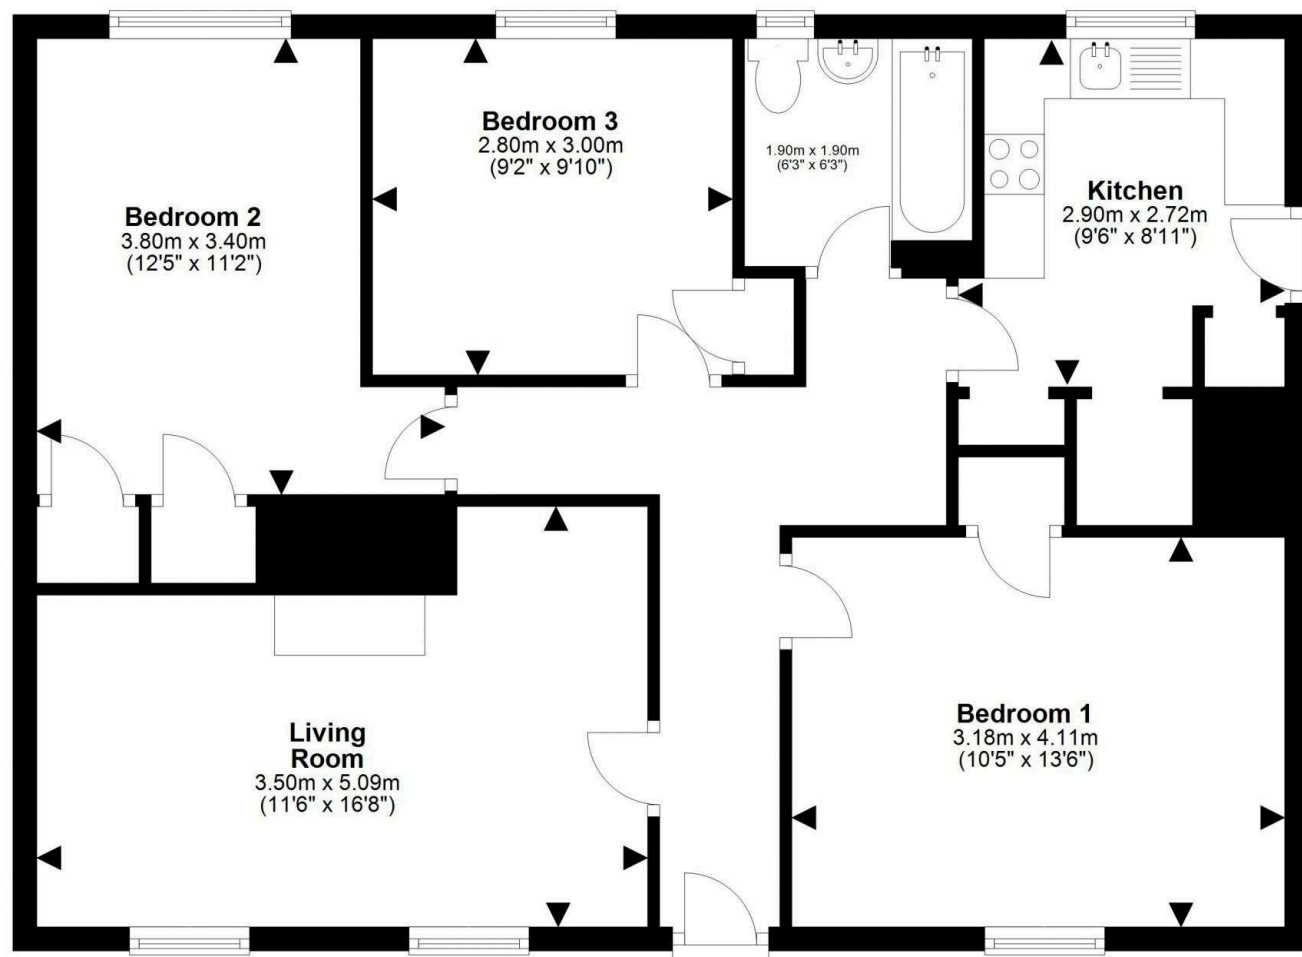 Bedroom 3
2.80m x 3.00m
(9'2" x 9'10")
1.90m x 1.90m
(6'3" x 6'3")
Kitchen
2.90m x 2.72m
(9'6" x 8'11")
Bedroom 2
3.80m x 3.40m
(12'5" x 11'2")
Living
Room
3.50m x 5.09m
(11'6" x 16'8")
Bedroom 1
3.18m x 4.11m
(10'5" x 13'6")